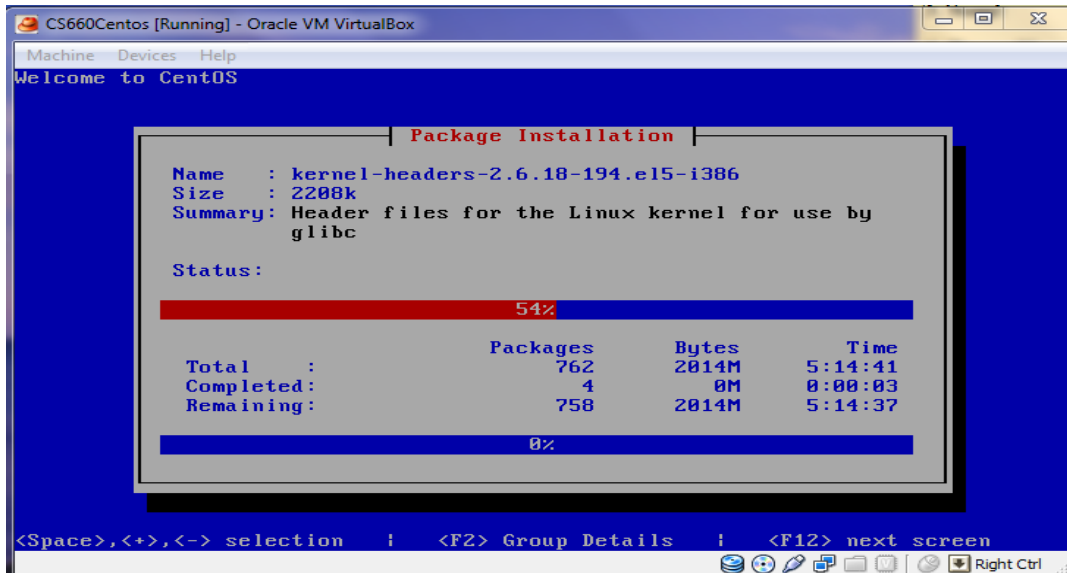 CS660Centos [Running] - Oracle VM VirtualBox
Machine Devices Help
Welcome to CentOS
Package Installation
Name : kernel-headers-2.6.18-194.el5-i386
Size : 2208k
Summary: Header files for the Linux kernel for use by
glibc
Status:
54%
Packages Bytes Time
Total : 762 2014M 5:14:41
Completed: 4 0M 0:00:03
Remaining: 758 2014M 5:14:37
0%
<Space>,<+>,<-> selection | <F2> Group Details | <F12> next screen
Right Ctrl